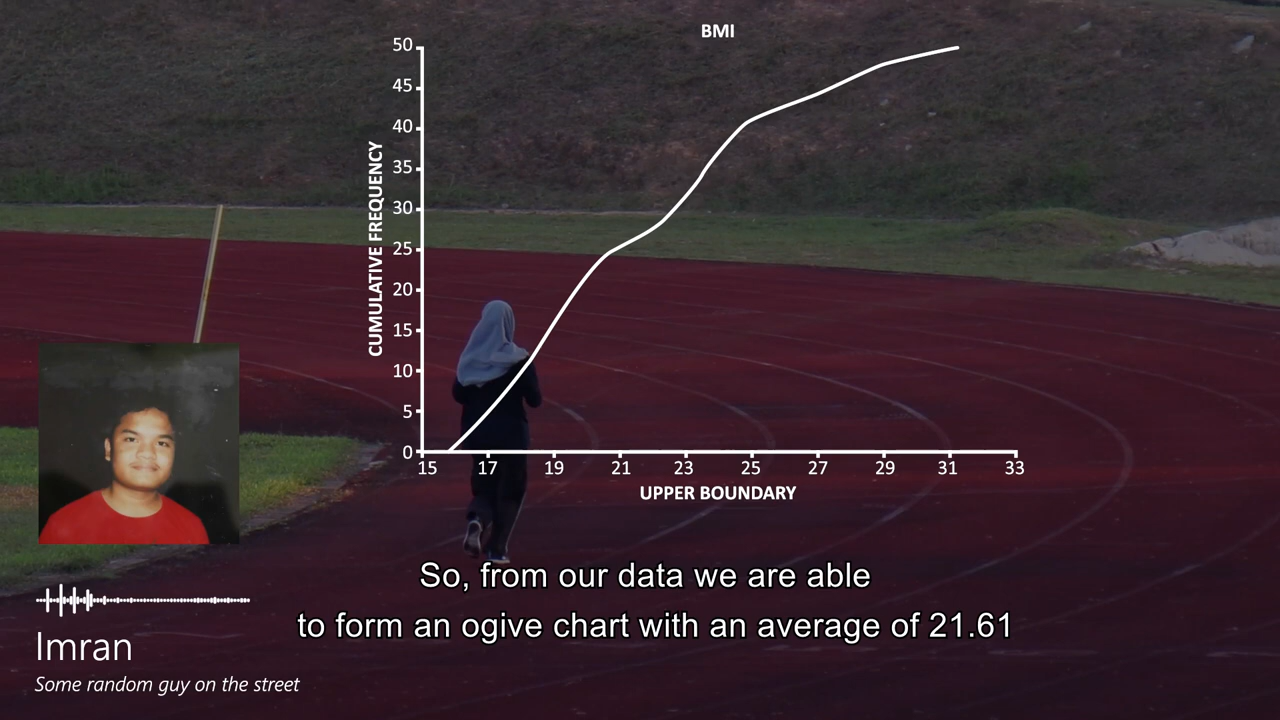 BMI
CUMULATIVE FREQUENCY
50
45
40
35
30
25
20
15
10
5
0
15 17 19 21 23 25 27 29 31 33
UPPER BOUNDARY
So, from our data we are able
to form an ogive chart with an average of 21.61
Imran
Some random guy on the street